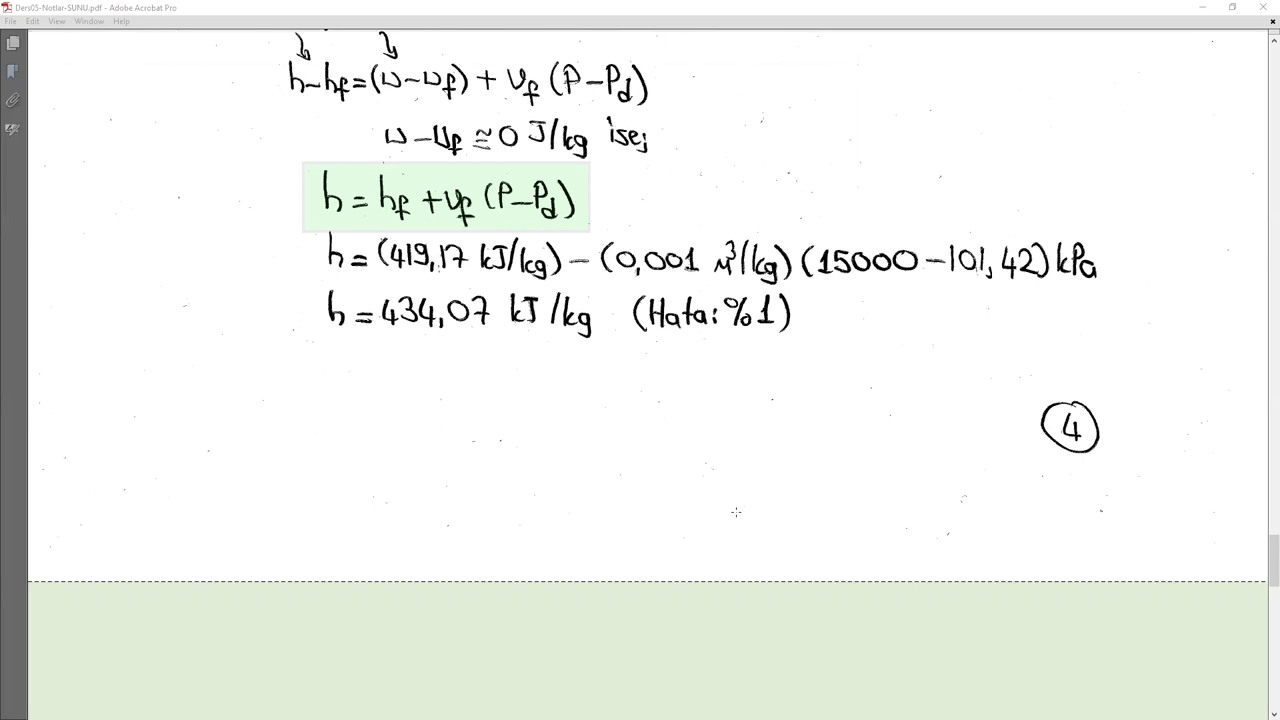 Ders05-Notlar-SUNU.pdf - Adobe Acrobat Pro
File Edit View Window Help
h-hf=(u-uf)+vf(P-Pd)
u-uf≅0 J/kg ise;
h=hf+vf(P-Pd)
h=(419,17 kJ/kg)-(0,001 m³/kg)(15000-101,42)kPa
h=434,07 kJ/kg (Hata:%1)
4